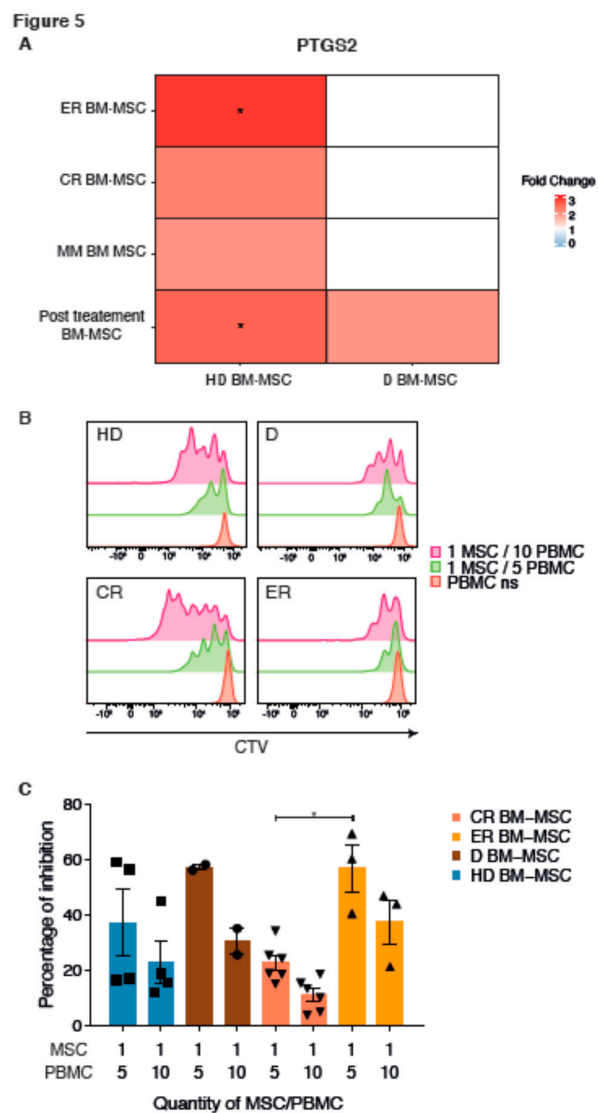 Figure 5
A
PTGS2
ER BM-MSC
CR BM-MSC
MM BM MSC
Post treatement
BM-MSC
HD BM-MSC
D BM-MSC
Fold Change
3
2
1
0
*
*
B
HD
D
CR
ER
1 MSC / 10 PBMC
1 MSC / 5 PBMC
PBMC ns
CTV
C
Percentage of inhibition
80
60
40
20
0
*
CR BM–MSC
ER BM–MSC
D BM–MSC
HD BM–MSC
MSC 1 1 1 1 1 1 1 1
PBMC 5 10 5 10 5 10 5 10
Quantity of MSC/PBMC